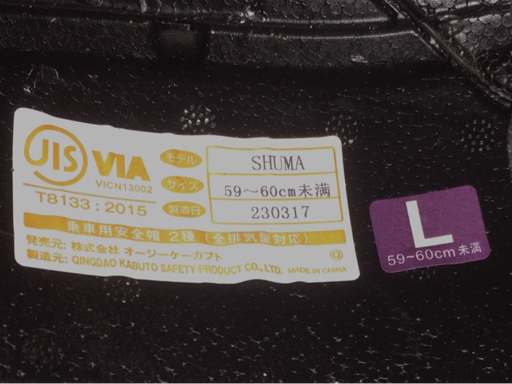 JIS VIA
VICN13002
T8133:2015
モデル SHUMA
サイズ 59～60cm未満
製造日 230317
乗車用安全帽 2種 (全排気量対応)
発売元: 株式会社 オージーケーカブト
製造元: QINGDAO KABUTO SAFETY PRODUCT CO., LTD. MADE IN CHINA
L
59~60cm未満